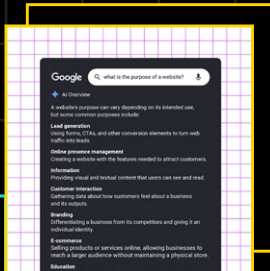 Google
what is the purpose of a website?
AI Overview
A website's purpose can vary depending on its intended use,
but some common purposes include:
Lead generation
Using forms, CTAs, and other conversion elements to turn web
traffic into leads.
Online presence management
Creating a website with the features needed to attract customers.
Information
Providing visual and textual content that users can see and read.
Customer interaction
Gathering data about how customers feel about a business
and its outputs.
Branding
Differentiating a business from its competitors and giving it an
individual identity.
E-commerce
Selling products or services online, allowing businesses to
reach a larger audience without maintaining a physical store.
Education